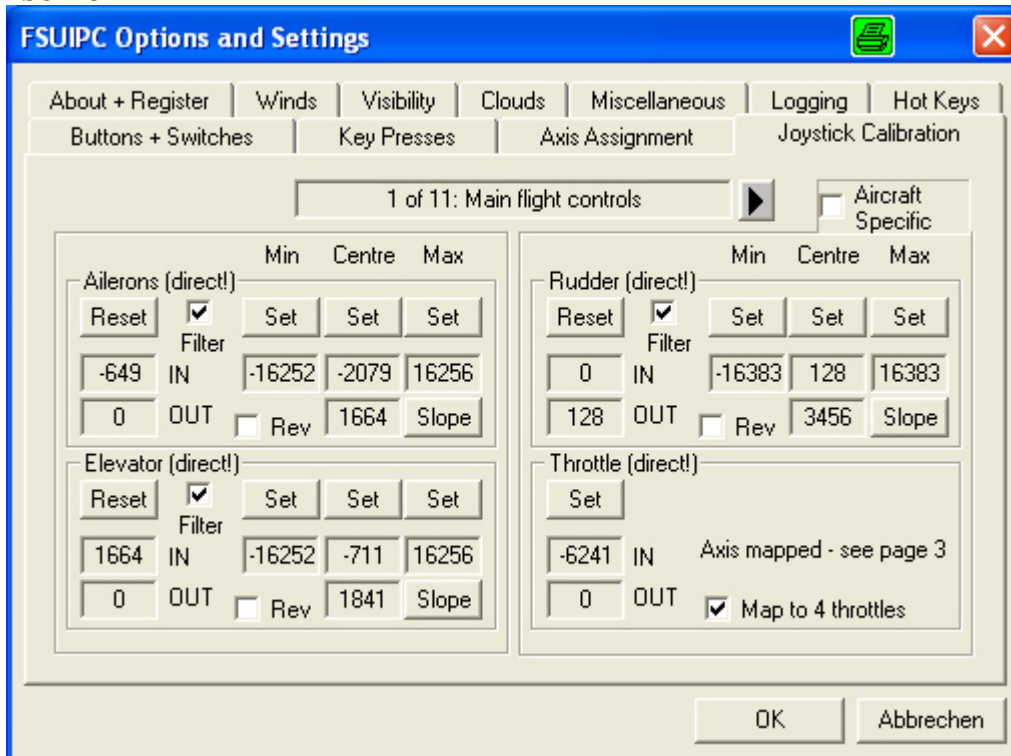 FSUIPC Options and Settings
About + Register Winds Visibility Clouds Miscellaneous Logging Hot Keys
Buttons + Switches Key Presses Axis Assignment Joystick Calibration
1 of 11: Main flight controls
Aircraft
Specific
Min Centre Max
Ailerons (direct!)
Reset Filter Set Set Set
-649 IN -16252 -2079 16256
0 OUT Rev 1664 Slope
Elevator (direct!)
Reset Filter Set Set Set
1664 IN -16252 -711 16256
0 OUT Rev 1841 Slope
Min Centre Max
Rudder (direct!)
Reset Filter Set Set Set
0 IN -16383 128 16383
128 OUT Rev 3456 Slope
Throttle (direct!)
Set
-6241 IN Axis mapped - see page 3
0 OUT Map to 4 throttles
OK Abbrechen